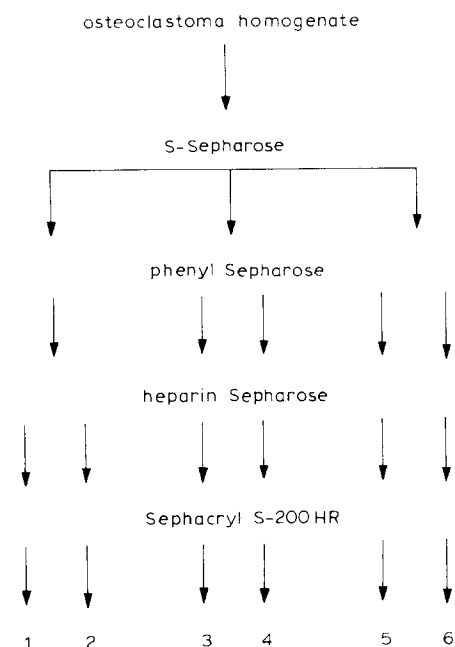 osteoclastoma homogenate
S-Sepharose
phenyl Sepharose
heparin Sepharose
Sephacryl S-200 HR
1 2 3 4 5 6